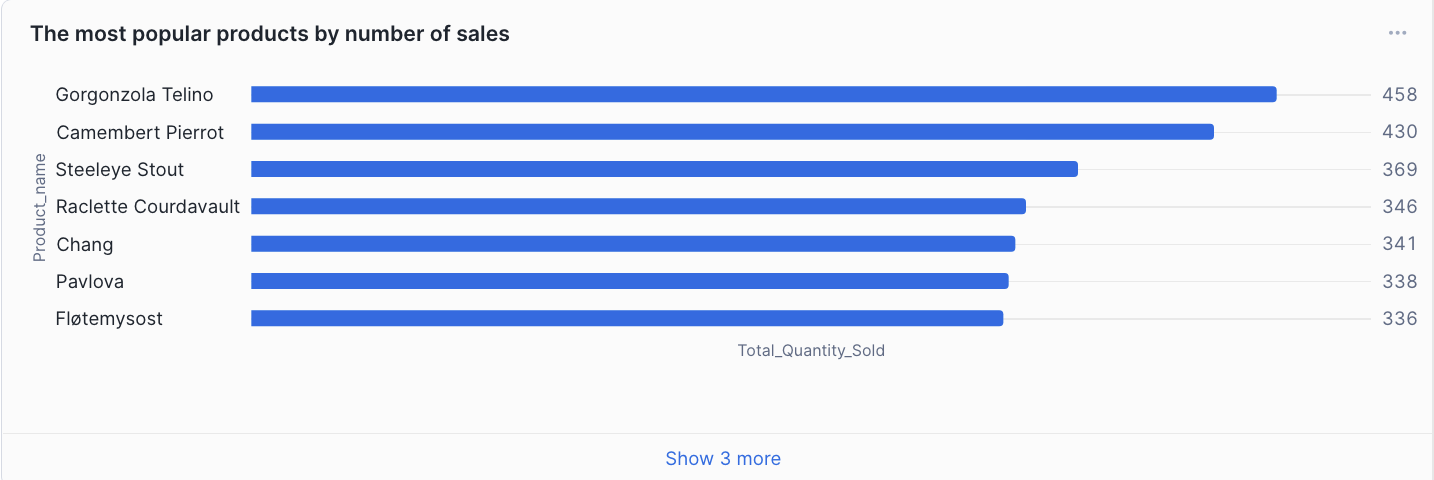 The most popular products by number of sales
Product_name
Gorgonzola Telino 458
Camembert Pierrot 430
Steeleye Stout 369
Raclette Courdavault 346
Chang 341
Pavlova 338
Fløtemysost 336
Total_Quantity_Sold
Show 3 more